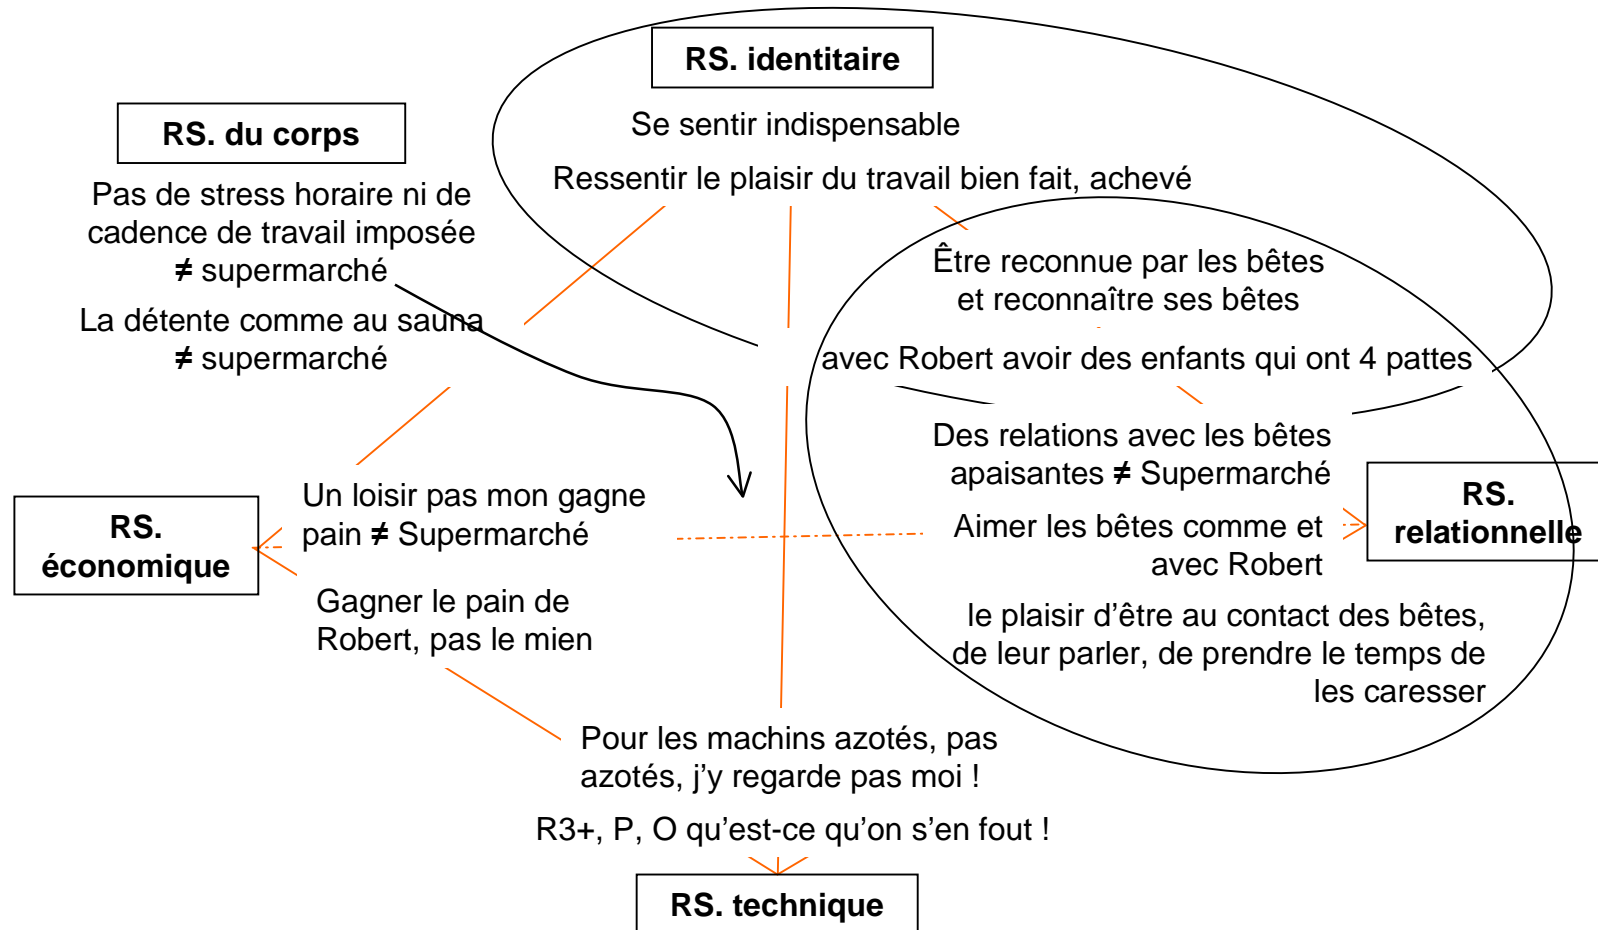 RS. identitaire
Se sentir indispensable
Ressentir le plaisir du travail bien fait, achevé
RS. du corps
Pas de stress horaire ni de
cadence de travail imposée
≠ supermarché
La détente comme au sauna
≠ supermarché
Être reconnue par les bêtes
et reconnaître ses bêtes
avec Robert avoir des enfants qui ont 4 pattes
Des relations avec les bêtes
apaisantes ≠ Supermarché
Aimer les bêtes comme et
avec Robert
le plaisir d’être au contact des bêtes,
de leur parler, de prendre le temps de
les caresser
RS.
relationnelle
RS.
économique
Un loisir pas mon gagne
pain ≠ Supermarché
Gagner le pain de
Robert, pas le mien
Pour les machins azotés, pas
azotés, j’y regarde pas moi !
R3+, P, O qu’est-ce qu’on s’en fout !
RS. technique